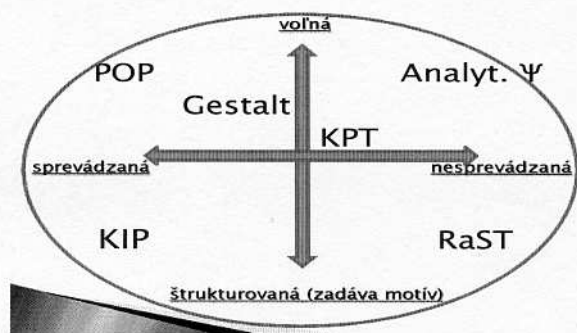 voľná
POP
Analyt. Ψ
Gestalt
KPT
sprevádzaná
nesprevádzaná
KIP
RaST
štrukturovaná (zadáva motív)